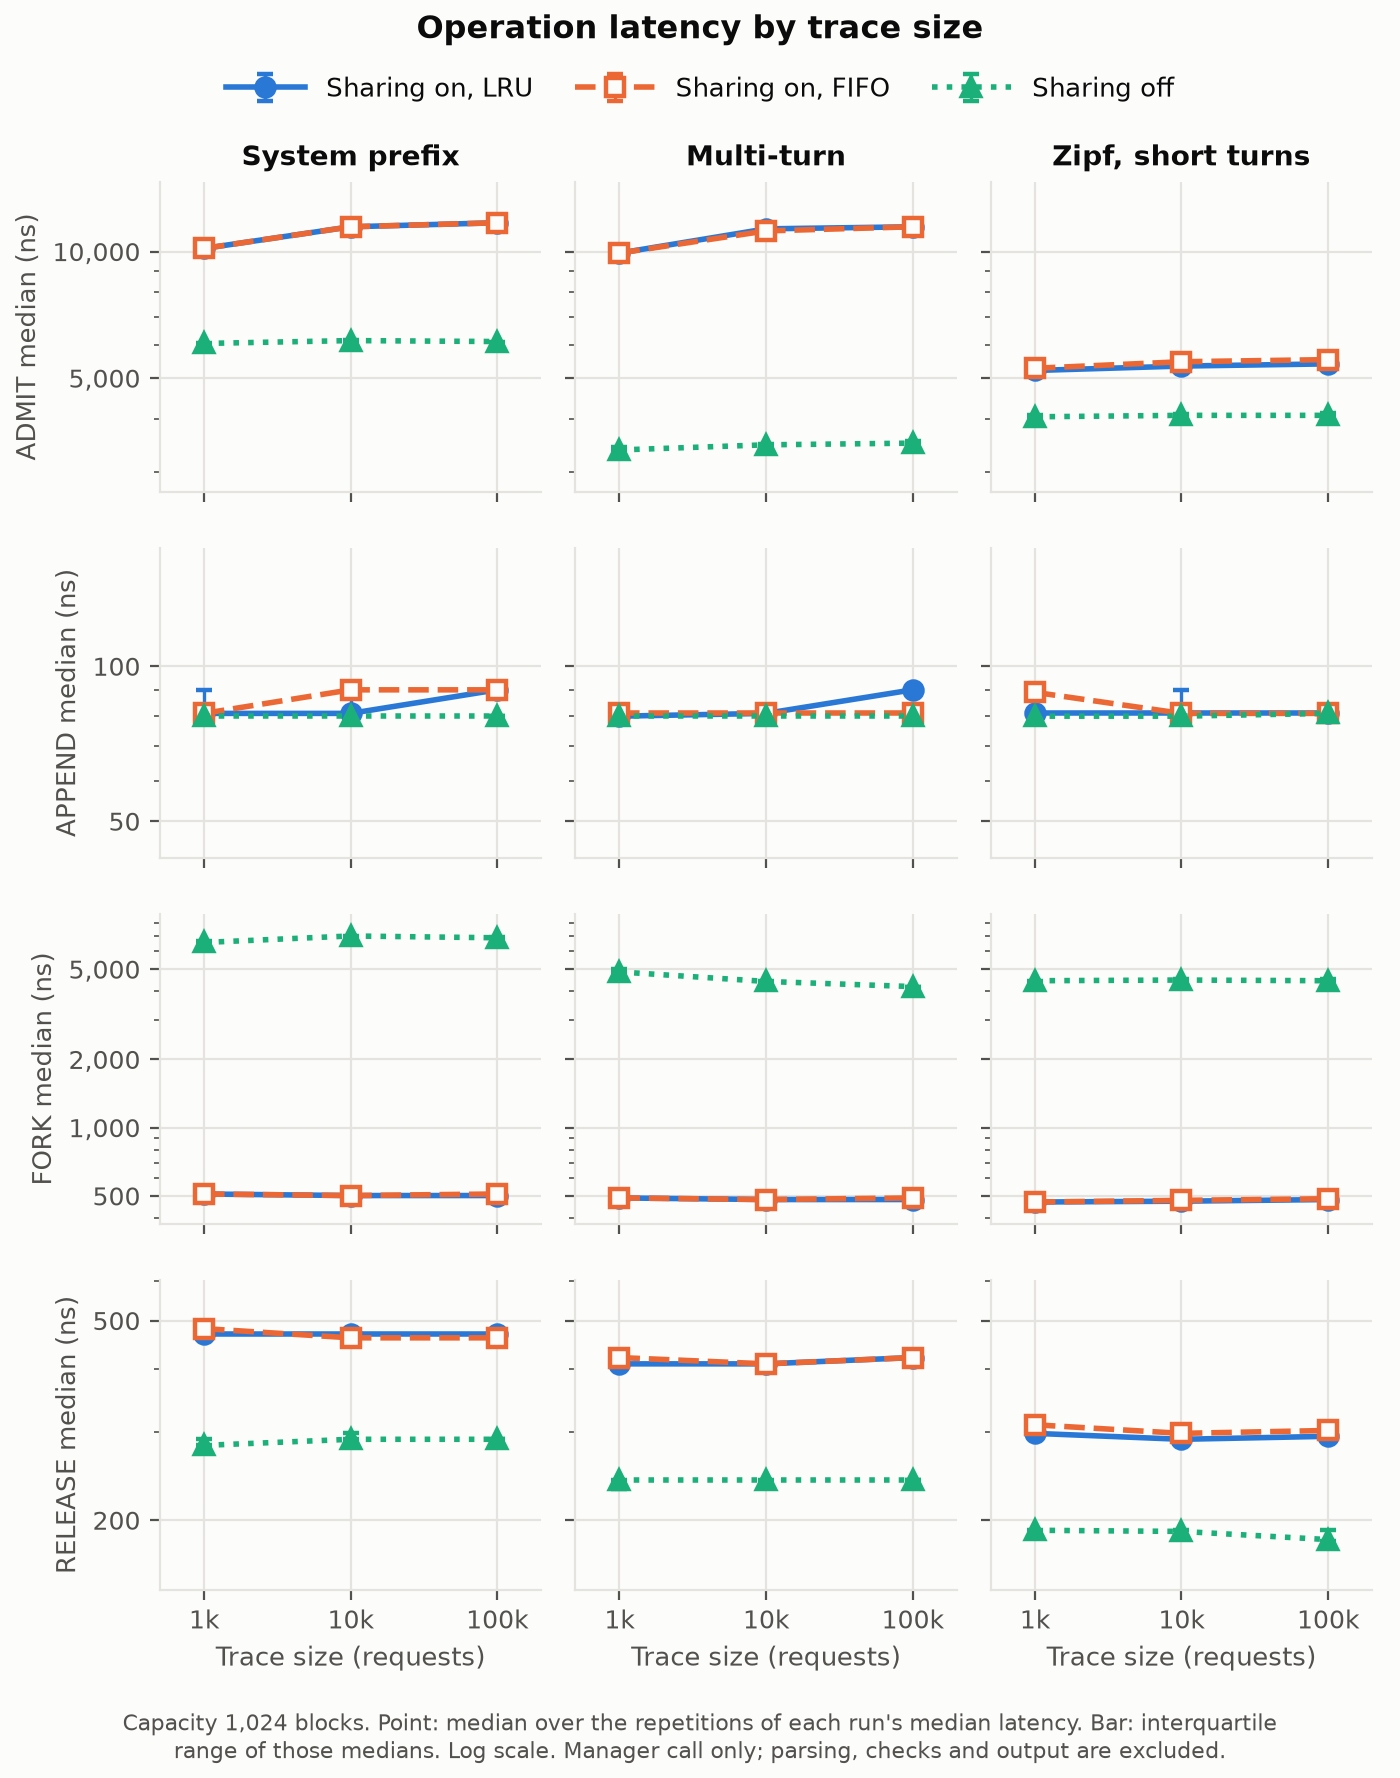 Operation latency by trace size
Sharing on, LRU
Sharing on, FIFO
Sharing off
System prefix
Multi-turn
Zipf, short turns
ADMIT median (ns)
10,000
5,000
APPEND median (ns)
100
50
FORK median (ns)
5,000
2,000
1,000
500
RELEASE median (ns)
500
200
1k 10k 100k
1k 10k 100k
1k 10k 100k
Trace size (requests)
Trace size (requests)
Trace size (requests)
Capacity 1,024 blocks. Point: median over the repetitions of each run's median latency. Bar: interquartile
range of those medians. Log scale. Manager call only; parsing, checks and output are excluded.